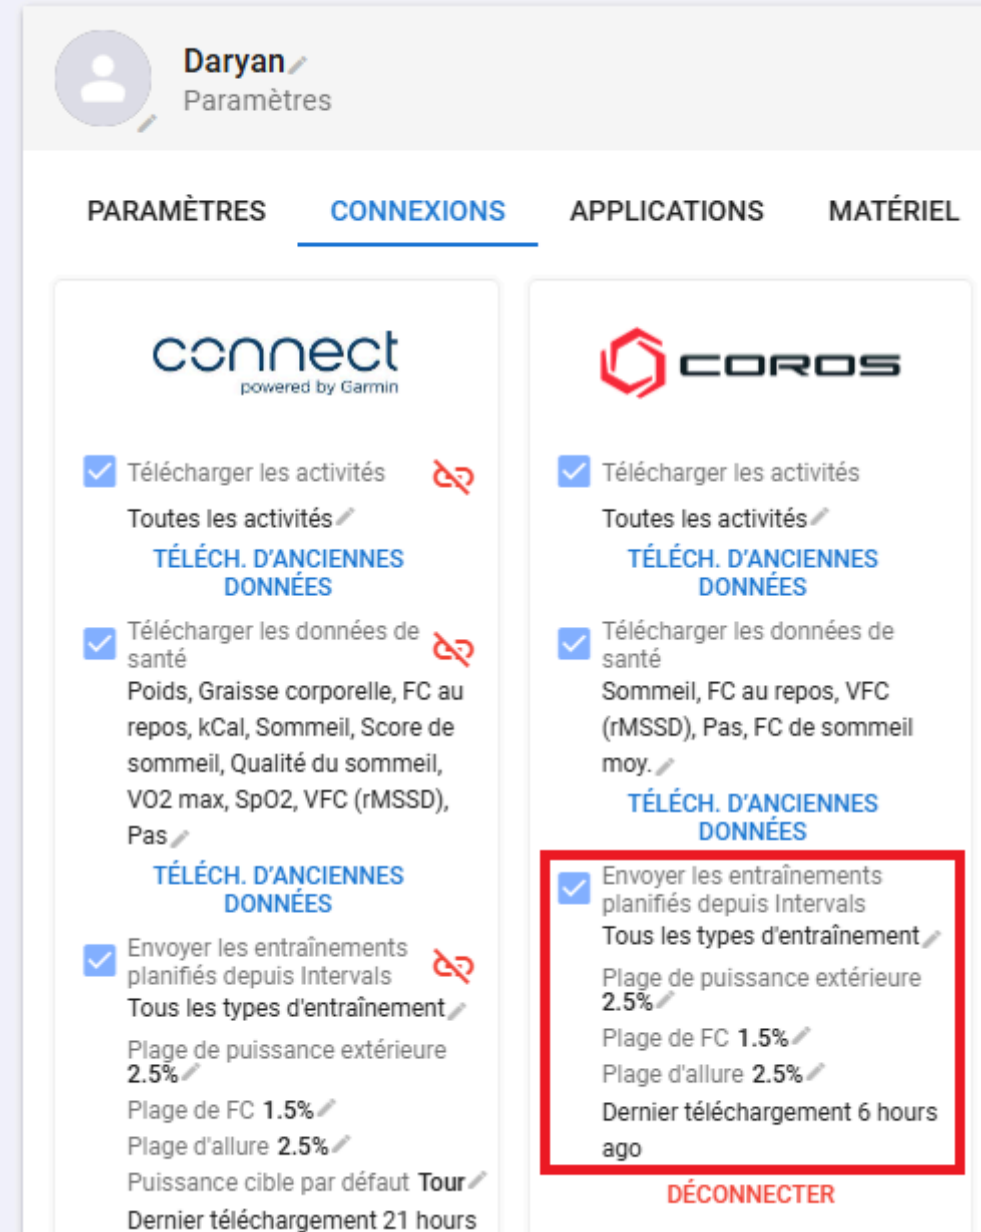 Daryan
Paramètres
PARAMÈTRES
CONNEXIONS
APPLICATIONS
MATÉRIEL
connect
powered by Garmin
Télécharger les activités
Toutes les activités
TÉLÉCH. D'ANCIENNES
DONNÉES
Télécharger les données de
santé
Poids, Graisse corporelle, FC au
repos, kCal, Sommeil, Score de
sommeil, Qualité du sommeil,
VO2 max, SpO2, VFC (rMSSD),
Pas
TÉLÉCH. D'ANCIENNES
DONNÉES
Envoyer les entraînements
planifiés depuis Intervals
Tous les types d'entraînement
Plage de puissance extérieure
2.5%
Plage de FC 1.5%
Plage d'allure 2.5%
Puissance cible par défaut Tour
Dernier téléchargement 21 hours
COROS
Télécharger les activités
Toutes les activités
TÉLÉCH. D'ANCIENNES
DONNÉES
Télécharger les données de
santé
Sommeil, FC au repos, VFC
(rMSSD), Pas, FC de sommeil
moy.
TÉLÉCH. D'ANCIENNES
DONNÉES
Envoyer les entraînements
planifiés depuis Intervals
Tous les types d'entraînement
Plage de puissance extérieure
2.5%
Plage de FC 1.5%
Plage d'allure 2.5%
Dernier téléchargement 6 hours
ago
DÉCONNECTER